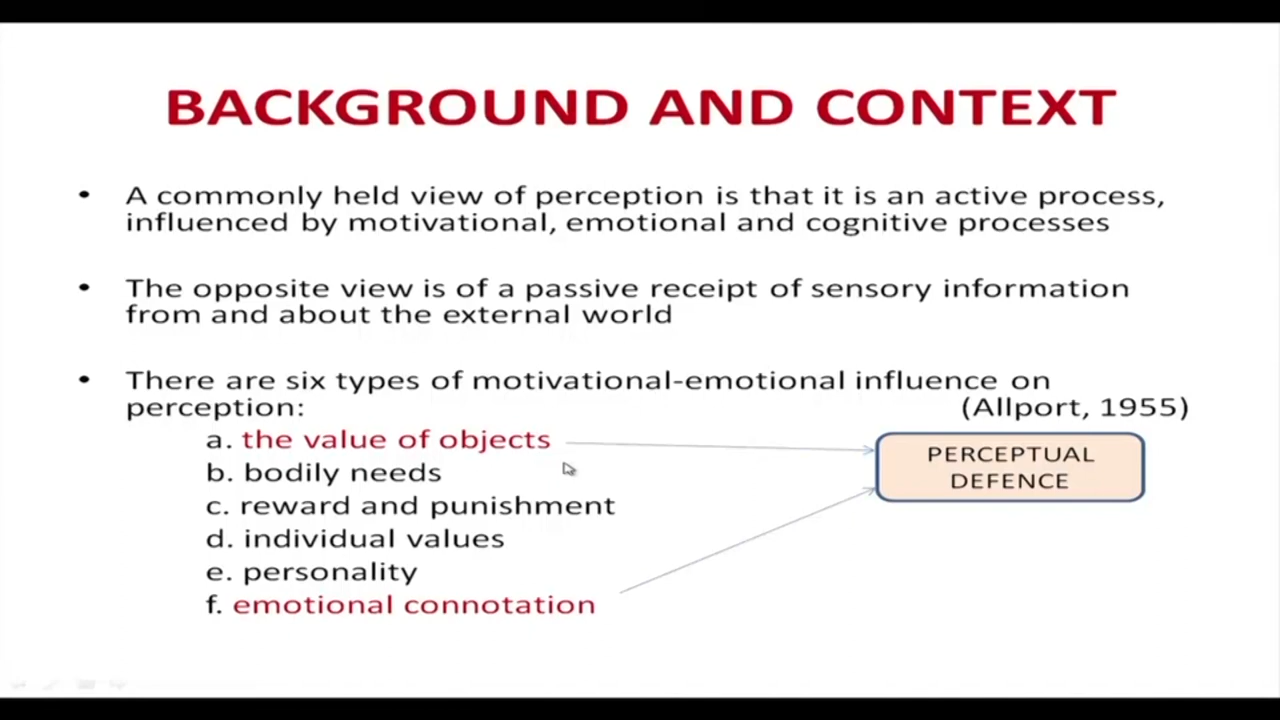 BACKGROUND AND CONTEXT
• A commonly held view of perception is that it is an active process,
influenced by motivational, emotional and cognitive processes
• The opposite view is of a passive receipt of sensory information
from and about the external world
• There are six types of motivational-emotional influence on
perception: (Allport, 1955)
a. the value of objects
b. bodily needs
c. reward and punishment
d. individual values
e. personality
f. emotional connotation
PERCEPTUAL
DEFENCE